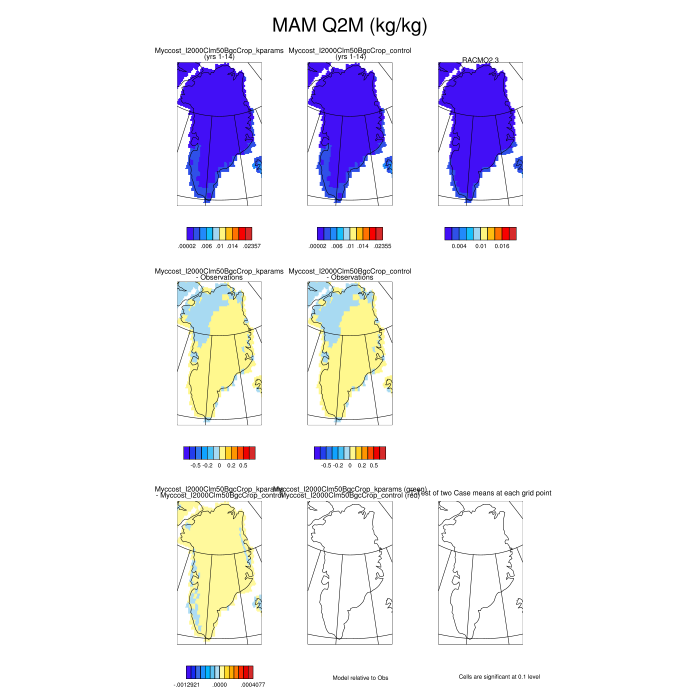 MAM Q2M (kg/kg)
Myccost_I2000Clm50BgcCrop_kparams
(yrs 1-14)
Myccost_I2000Clm50BgcCrop_control
(yrs 1-14)
RACMO2.3
.00002 .006 .01 .014 .02357
.00002 .006 .01 .014 .02355
0.004 0.01 0.016
Myccost_I2000Clm50BgcCrop_kparams
- Observations
Myccost_I2000Clm50BgcCrop_control
- Observations
-0.5 -0.2 0 0.2 0.5
-0.5 -0.2 0 0.2 0.5
Myccost_I2000Clm50BgcCrop_kparams
- Myccost_I2000Clm50BgcCrop_control
Myccost_I2000Clm50BgcCrop_kparams (green)
Myccost_I2000Clm50BgcCrop_control (red)
of two Case means at each grid point
-.0012921 .0000 .0004077
Model relative to Obs
Cells are significant at 0.1 level